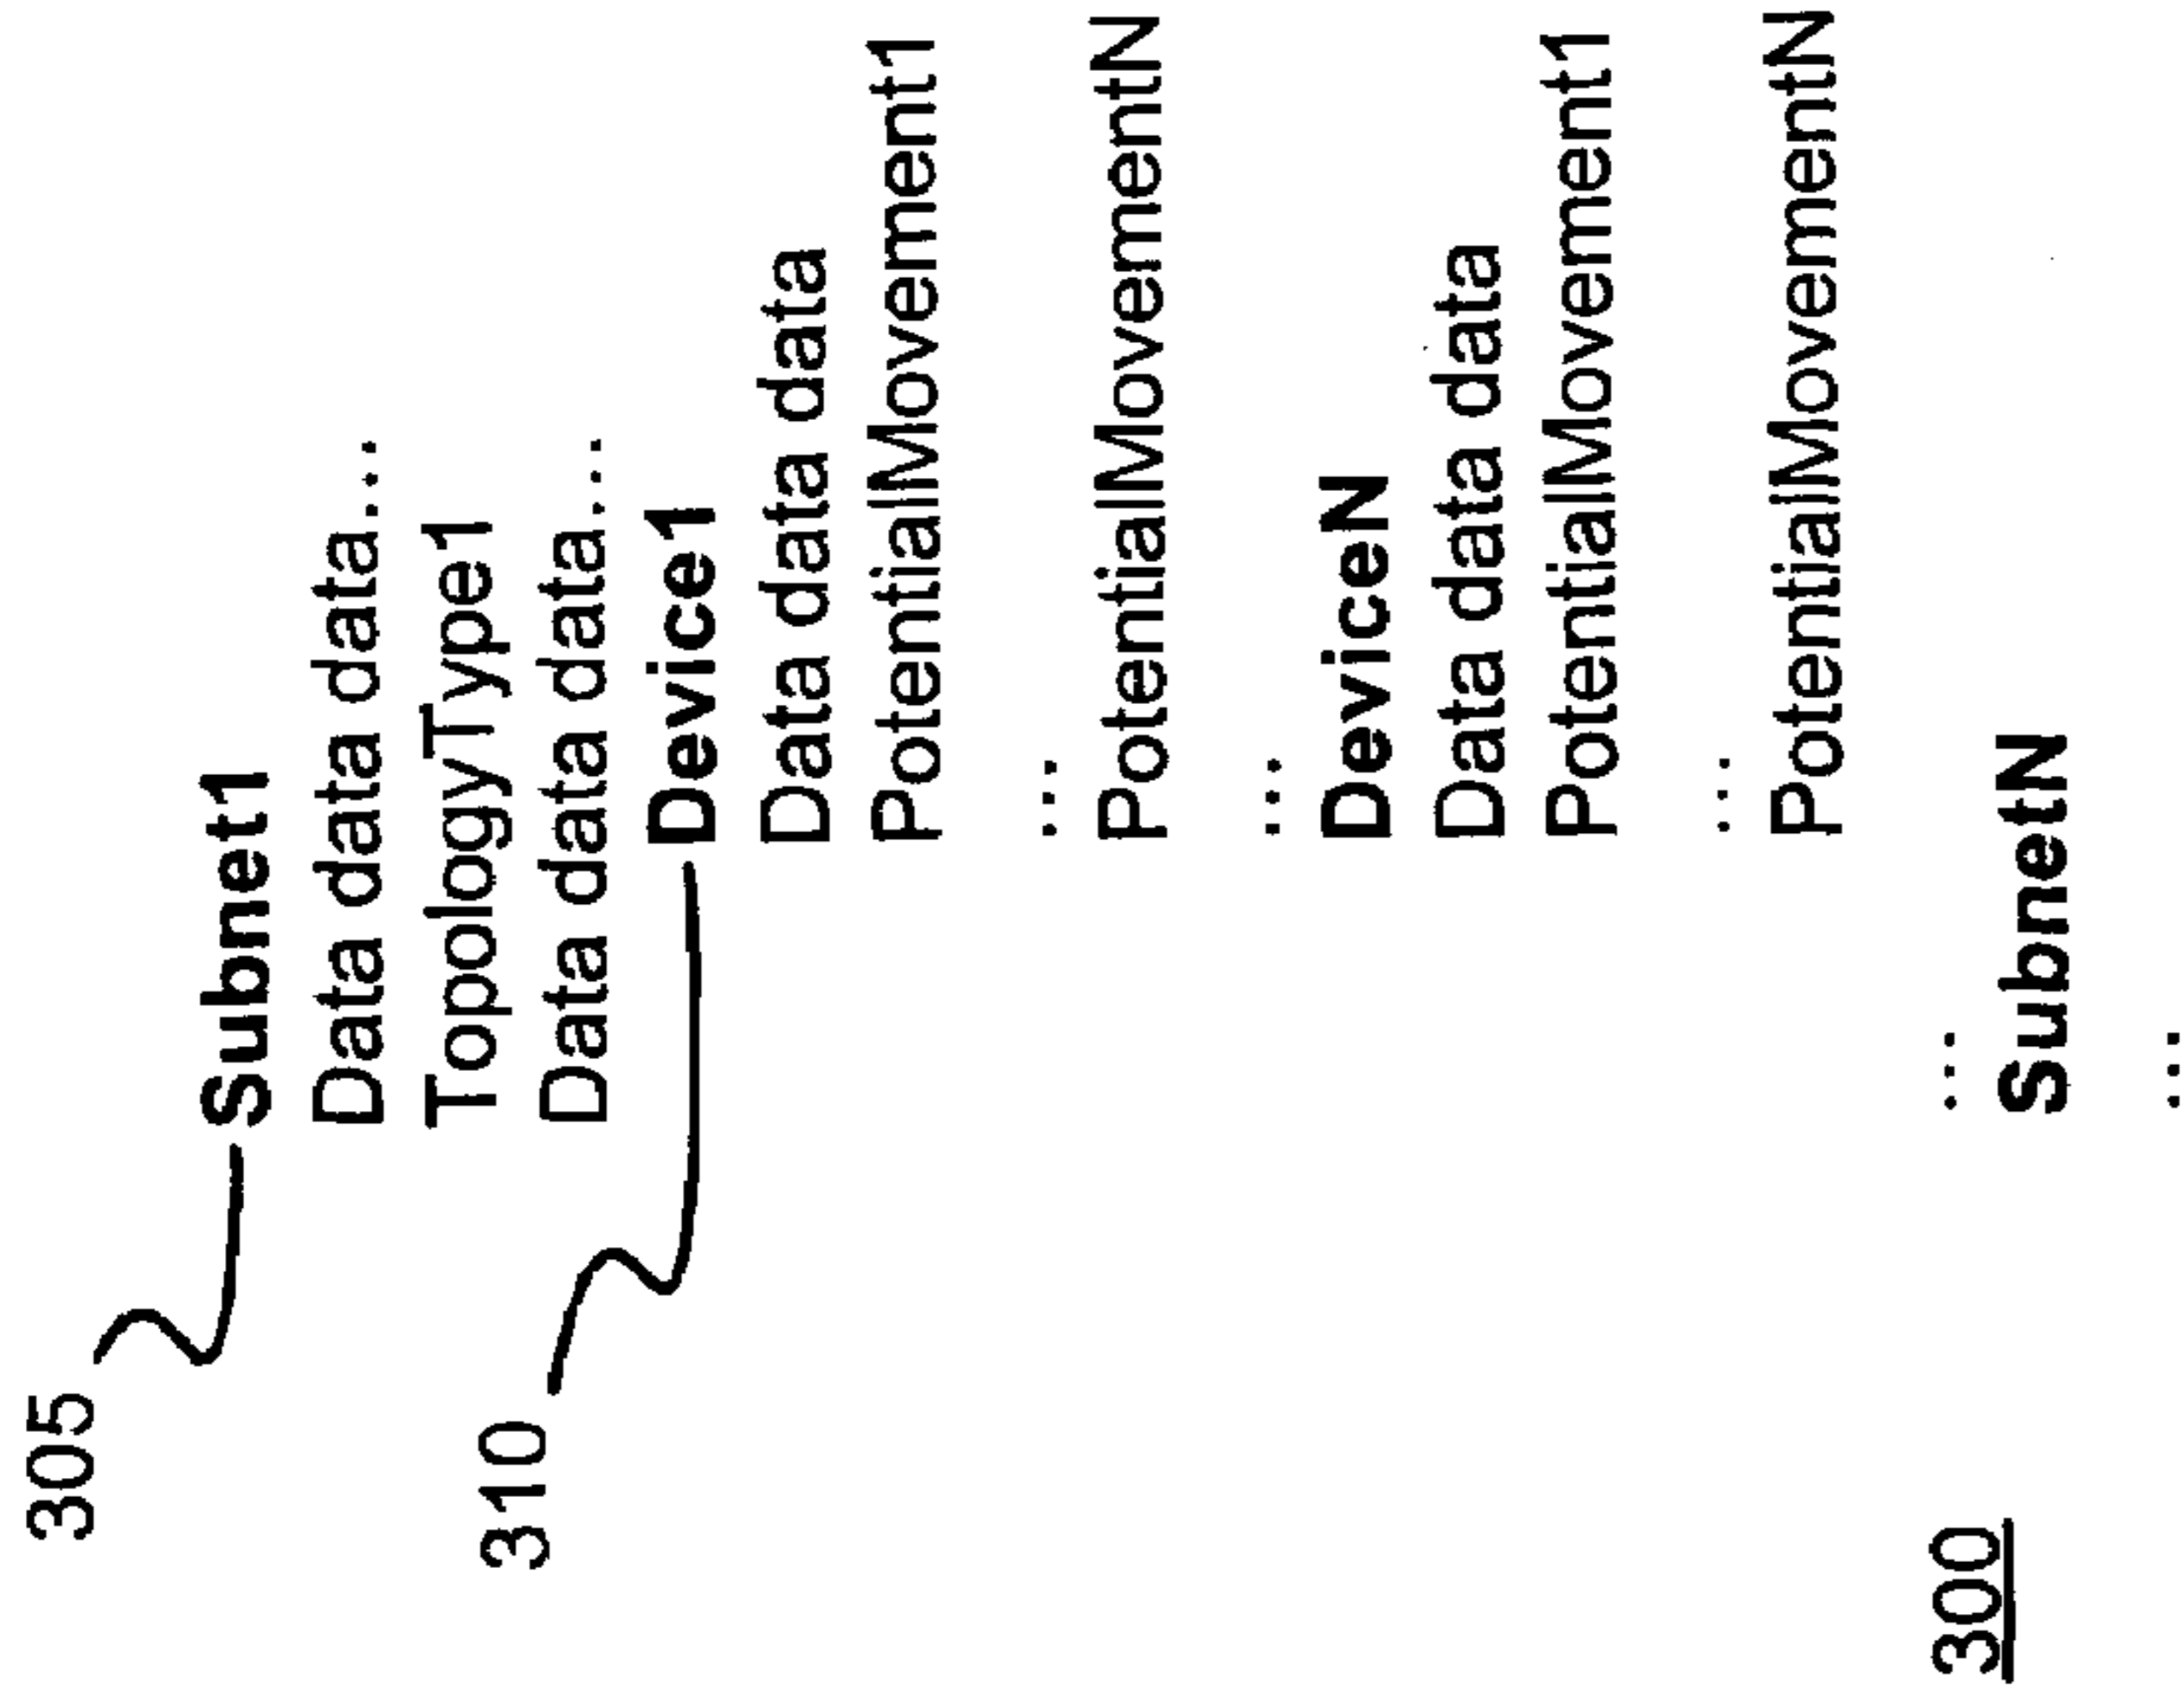 305
Subnet1
Data data data...
TopologyType1
Data data data...
310
Device1
Data data data
PotentialMovement1
...
PotentialMovementN
...
DeviceN
Data data data
PotentialMovement1
...
PotentialMovementN
...
SubnetN
...
300